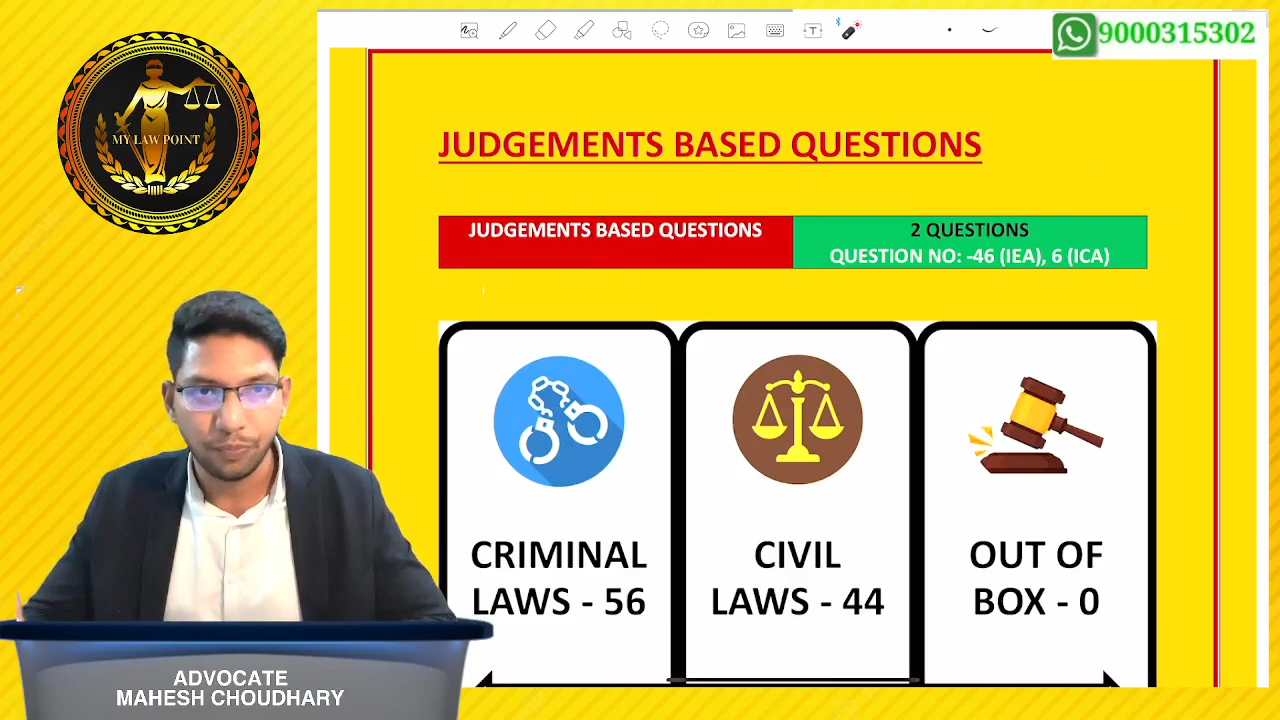 9000315302
MY LAW POINT
JUDGEMENTS BASED QUESTIONS
JUDGEMENTS BASED QUESTIONS
2 QUESTIONS
QUESTION NO: -46 (IEA), 6 (ICA)
CRIMINAL
LAWS - 56
CIVIL
LAWS - 44
OUT OF
BOX - 0
ADVOCATE
MAHESH CHOUDHARY